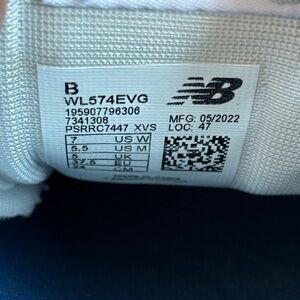 B
WL574EVG
195907796306
7341308
PSRRC7447 XVS
7 US W
5.5 US M
5 UK
37.5 EU
24 CM
NB
MFG: 05/2022
LOC: 47